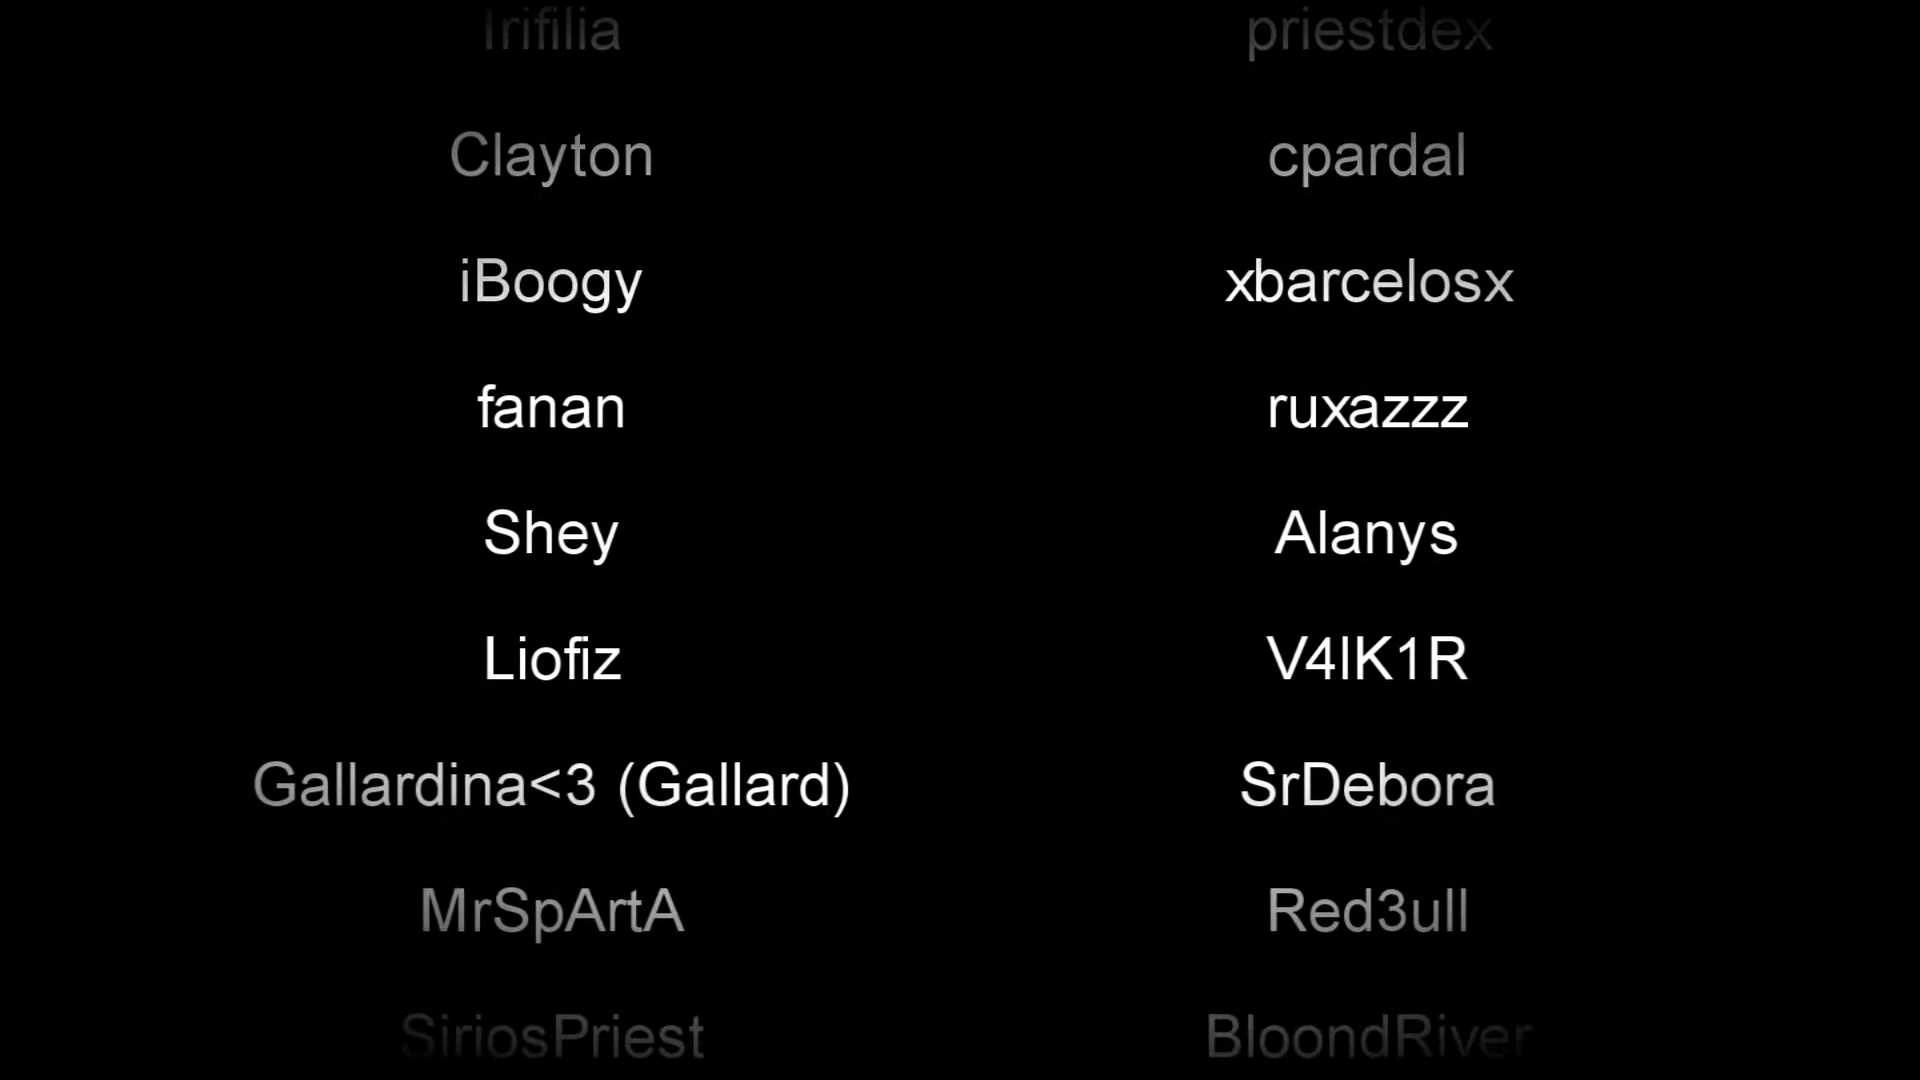 Irifilia priestdex
Clayton cpardal
iBoogy xbarcelosx
fanan ruxazzz
Shey Alanys
Liofiz V4lK1R
Gallardina<3 (Gallard) SrDebora
MrSpArtA Red3ull
SiriosPriest BloondRiver